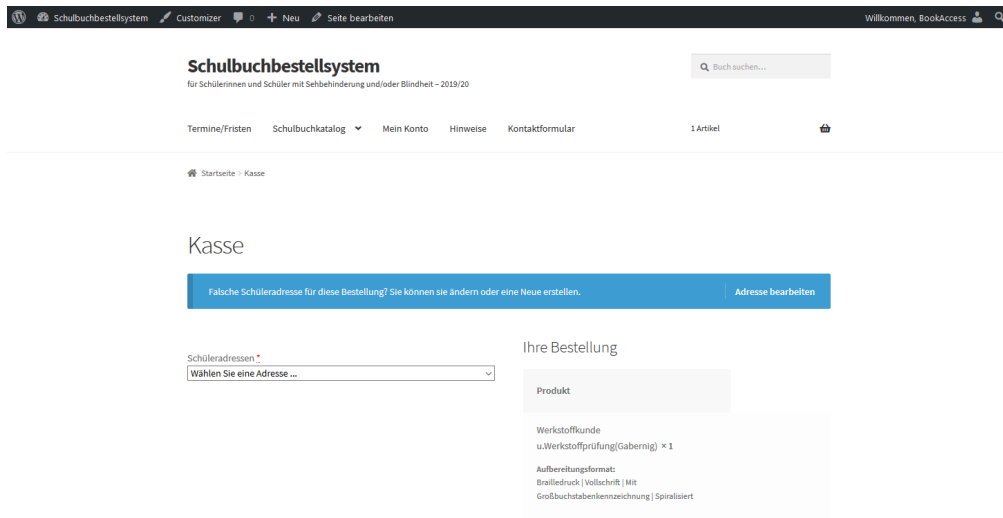 Schulbuchbestellsystem Customizer 0 Neu Seite bearbeiten Willkommen, BookAccess
Schulbuchbestellsystem
für Schülerinnen und Schüler mit Sehbehinderung und/oder Blindheit – 2019/20
Buch suchen…
Termine/Fristen Schulbuchkatalog Mein Konto Hinweise Kontaktformular 1 Artikel
Startseite › Kasse
Kasse
Falsche Schüleradresse für diese Bestellung? Sie können sie ändern oder eine Neue erstellen. Adresse bearbeiten
Schüleradressen *
Wählen Sie eine Adresse ...
Ihre Bestellung
Produkt
Werkstoffkunde
u.Werkstoffprüfung(Gabernig) × 1
Aufbereitungsformat:
Brailledruck | Vollschrift | Mit
Großbuchstabenkennzeichnung | Spiralisiert